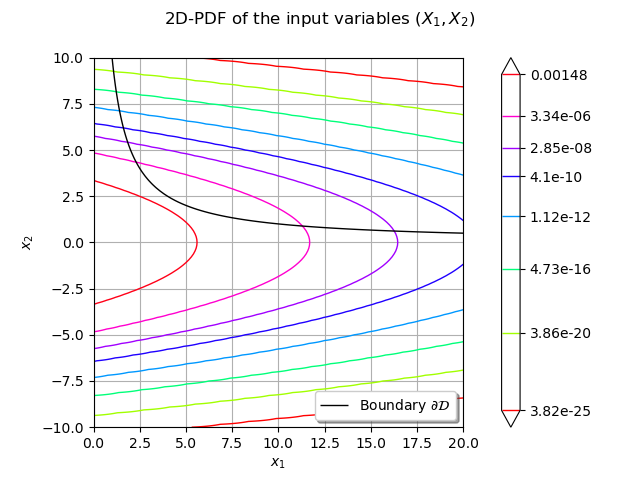 2D-PDF of the input variables (X₁, X₂)
10.0
7.5
5.0
2.5
0.0
−2.5
−5.0
−7.5
−10.0
x₂
0.0 2.5 5.0 7.5 10.0 12.5 15.0 17.5 20.0
x₁
Boundary ∂𝒟
0.00148
3.34e-06
2.85e-08
4.1e-10
1.12e-12
4.73e-16
3.86e-20
3.82e-25